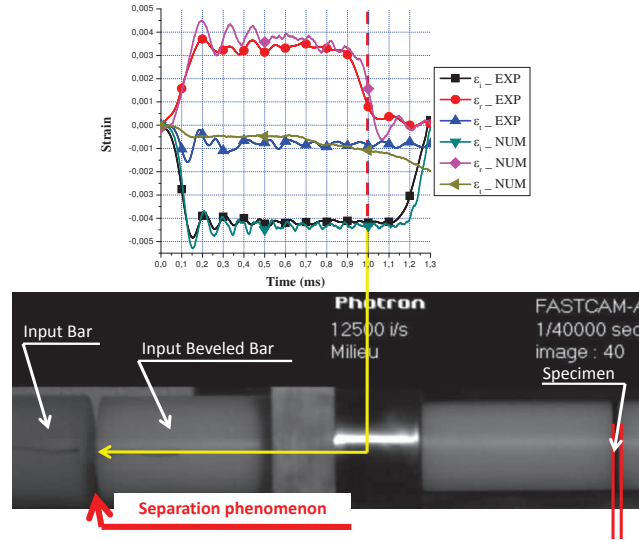 0,005
0,004
0,003
0,002
0,001
0,000
-0,001
-0,002
-0,003
-0,004
-0,005
Strain
0,0 0,1 0,2 0,3 0,4 0,5 0,6 0,7 0,8 0,9 1,0 1,1 1,2 1,3
Time (ms)
εi _ EXP
εr _ EXP
εt _ EXP
εi _ NUM
εr _ NUM
εt _ NUM
Photron
12500 i/s
Milieu
FASTCAM-A
1/40000 sec
image : 40
Input Bar
Input Beveled Bar
Specimen
Separation phenomenon